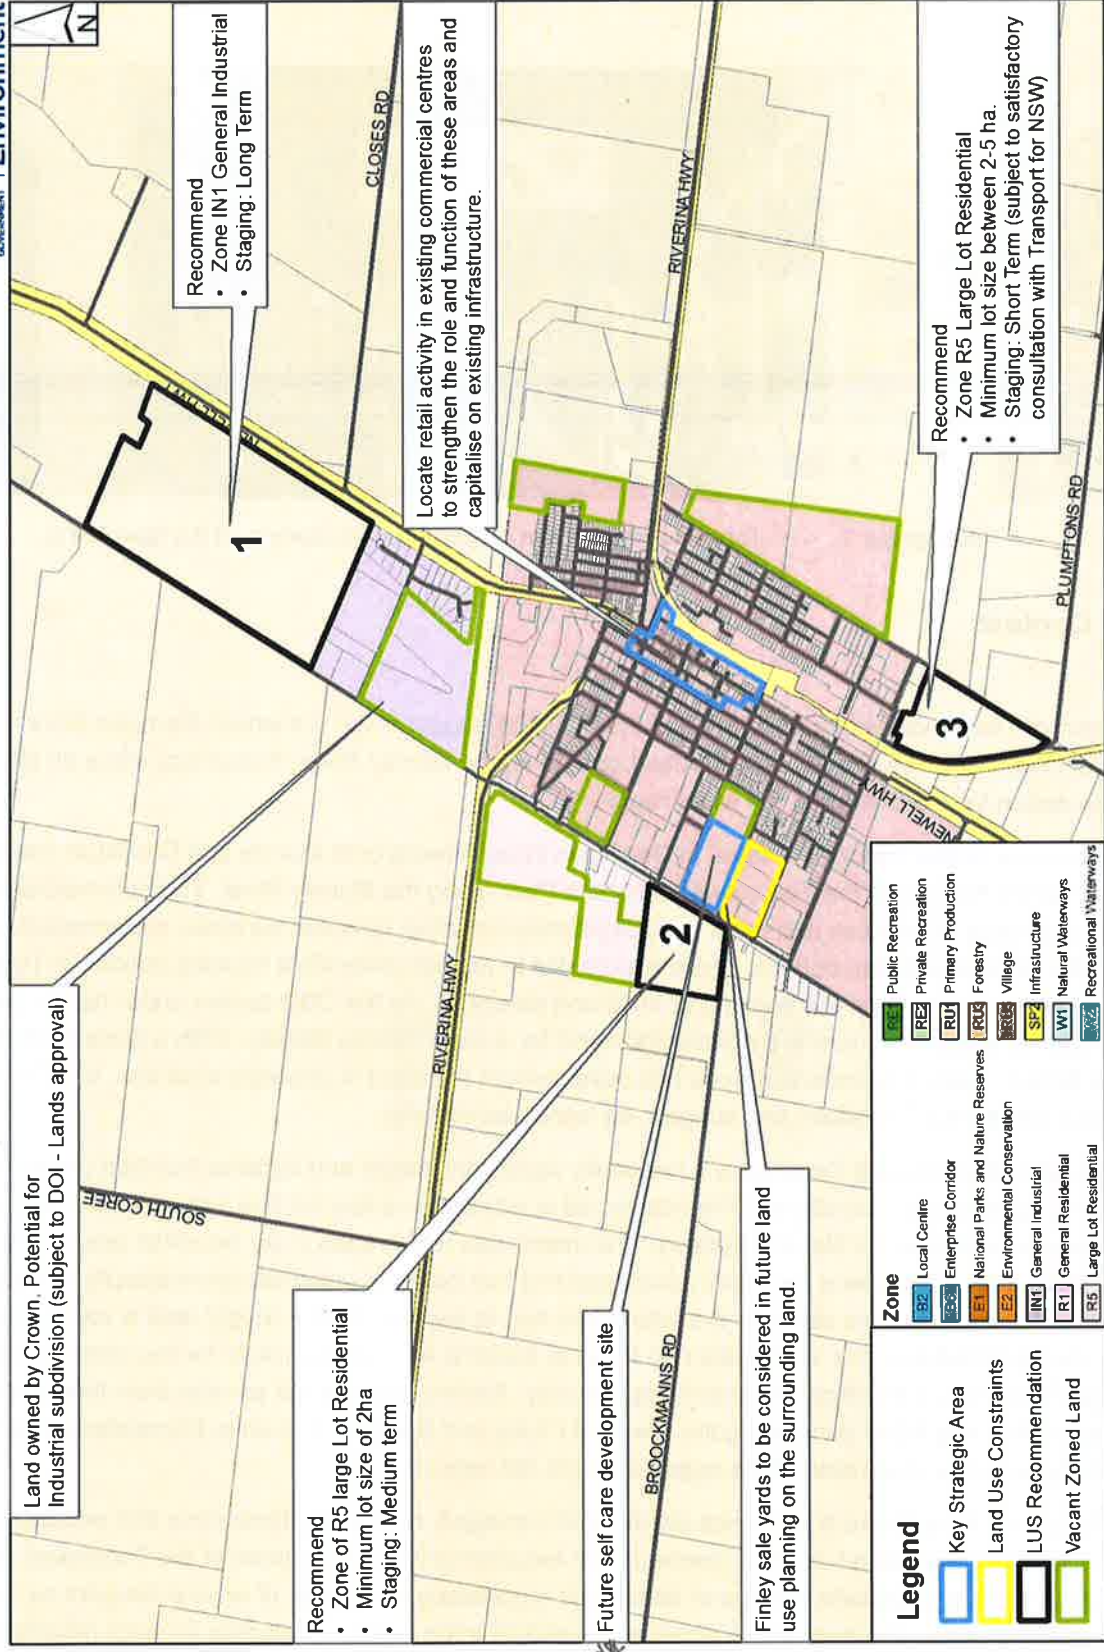 Environment
N
Land owned by Crown, Potential for
Industrial subdivision (subject to DOI - Lands approval)
Recommend
• Zone IN1 General Industrial
• Staging: Long Term
CLOSES RD
Locate retail activity in existing commercial centres
to strengthen the role and function of these areas and
capitalise on existing infrastructure.
NEWELL HWY
1
RIVERINA HWY
SOUTH COREE
RIVERINA HWY
Recommend
• Zone of R5 large Lot Residential
• Minimum lot size of 2ha
• Staging: Medium term
2
3
NEWELL HWY
Recommend
• Zone R5 Large Lot Residential
• Minimum lot size between 2-5 ha.
• Staging: Short Term (subject to satisfactory
consultation with Transport for NSW)
PLUMPTONS RD
Future self care development site
BROOCKMANNS RD
Finley sale yards to be considered in future land
use planning on the surrounding land.
Legend
Key Strategic Area
Land Use Constraints
LUS Recommendation
Vacant Zoned Land
Zone
B2 Local Centre
B6 Enterprise Corridor
E1 National Parks and Nature Reserves
E2 Environmental Conservation
IN1 General Industrial
R1 General Residential
R5 Large Lot Residential
RE1 Public Recreation
RE2 Private Recreation
RU1 Primary Production
RU3 Forestry
RU5 Village
SP2 Infrastructure
W1 Natural Waterways
W2 Recreational Waterways